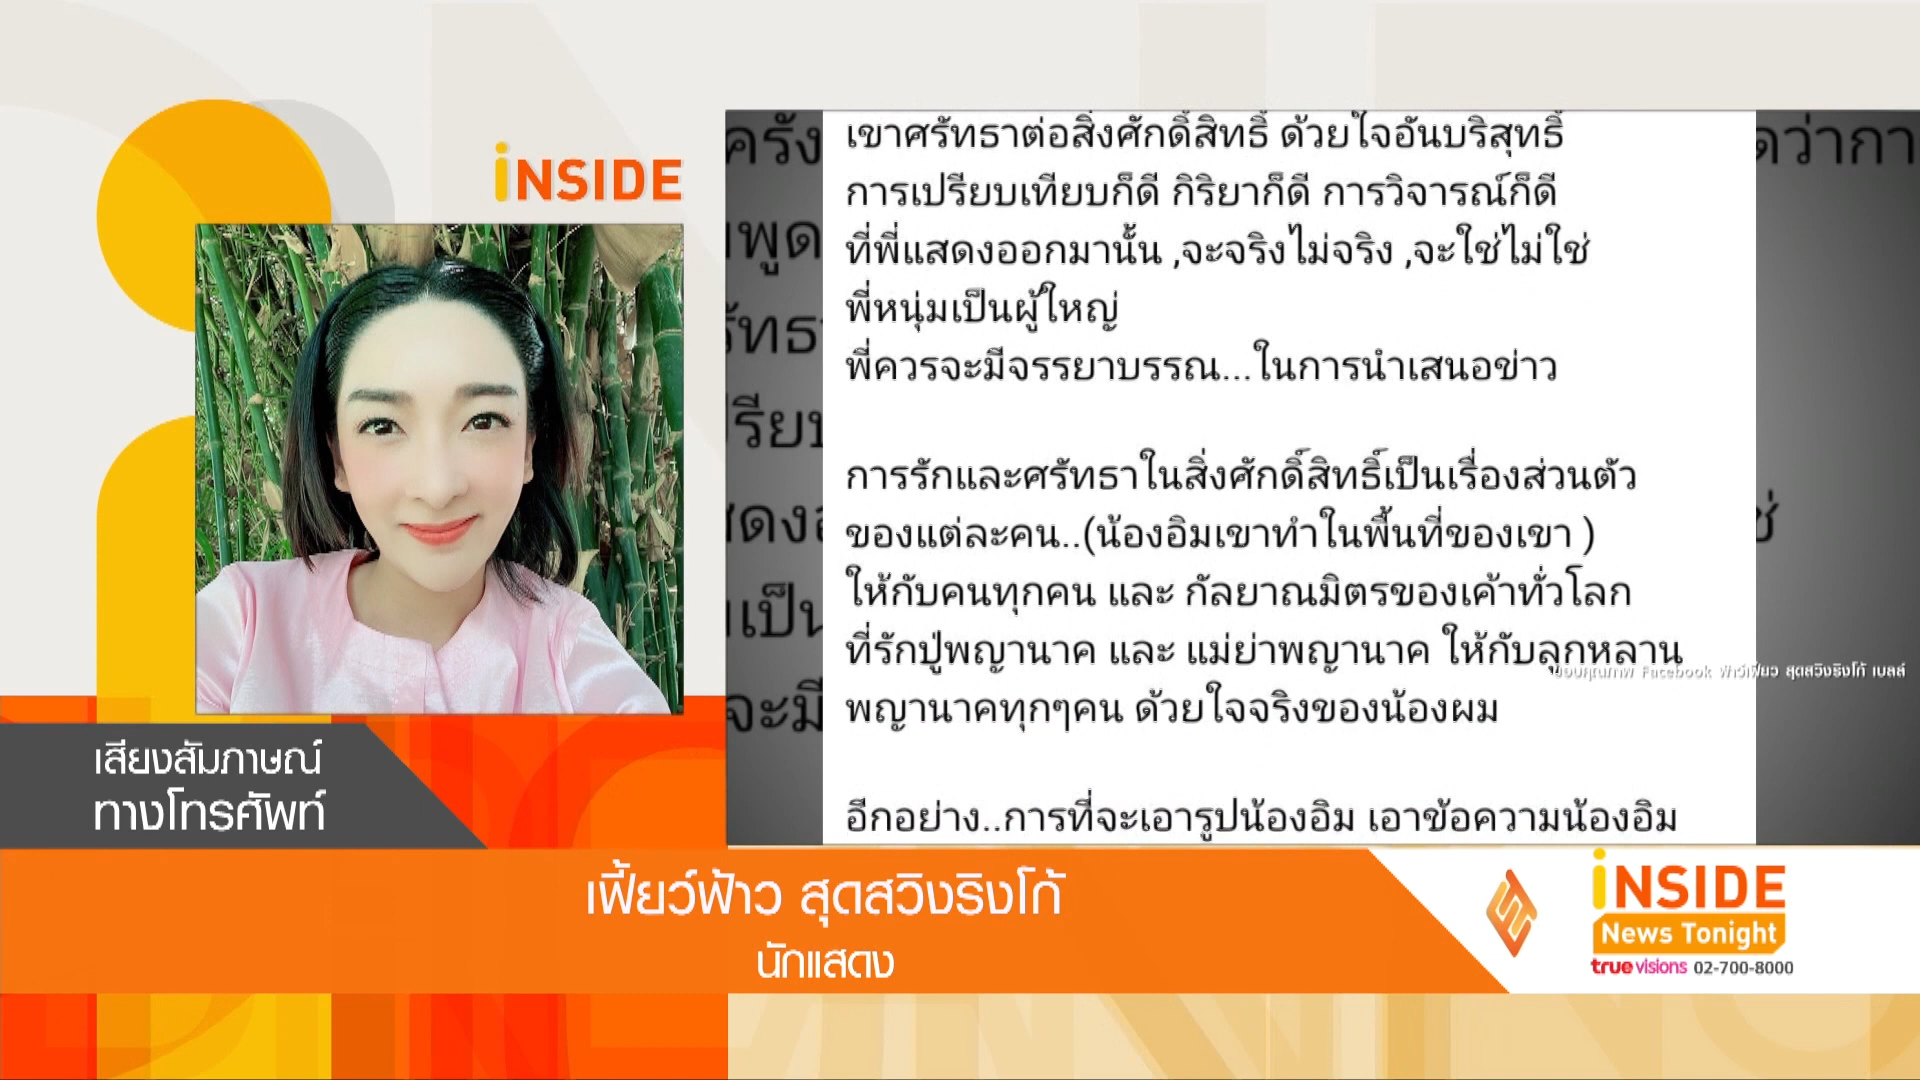 iNSIDE
เขาศรัทธาต่อสิ่งศักดิ์สิทธิ์ ด้วยใจอันบริสุทธิ์
การเปรียบเทียบก็ดี กิริยาก็ดี การวิจารณ์ก็ดี
ที่พี่แสดงออกมานั้น ,จะจริงไม่จริง ,จะใช่ไม่ใช่
พี่หนุ่มเป็นผู้ใหญ่
พี่ควรจะมีจรรยาบรรณ...ในการนำเสนอข่าว
การรักและศรัทธาในสิ่งศักดิ์สิทธิ์เป็นเรื่องส่วนตัว
ของแต่ละคน..(น้องอิมเขาทำในพื้นที่ของเขา )
ให้กับคนทุกคน และ กัลยาณมิตรของเค้าทั่วโลก
ที่รักปู่พญานาค และ แม่ย่าพญานาค ให้กับลูกหลาน
พญานาคทุกๆคน ด้วยใจจริงของน้องผม
อีกอย่าง..การที่จะเอารูปน้องอิม เอาข้อความน้องอิม
ขอบคุณภาพ Facebook ฟ้าวเฟี้ยว สุดสวิงริงโก้ เบลล์
เสียงสัมภาษณ์
ทางโทรศัพท์
เฟี้ยว์ฟ้าว สุดสวิงริงโก้
นักแสดง
iNSIDE
News Tonight
truevisions 02-700-8000